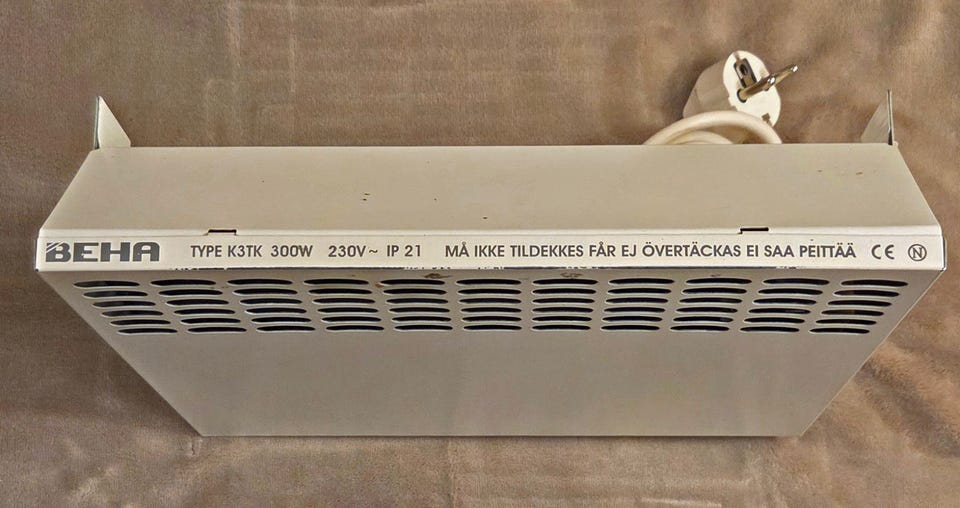 BEHA TYPE K3TK 300W 230V~ IP 21 MÅ IKKE TILDEKKES FÅR EJ ÖVERTÄCKAS EI SAA PEITTÄÄ CE N